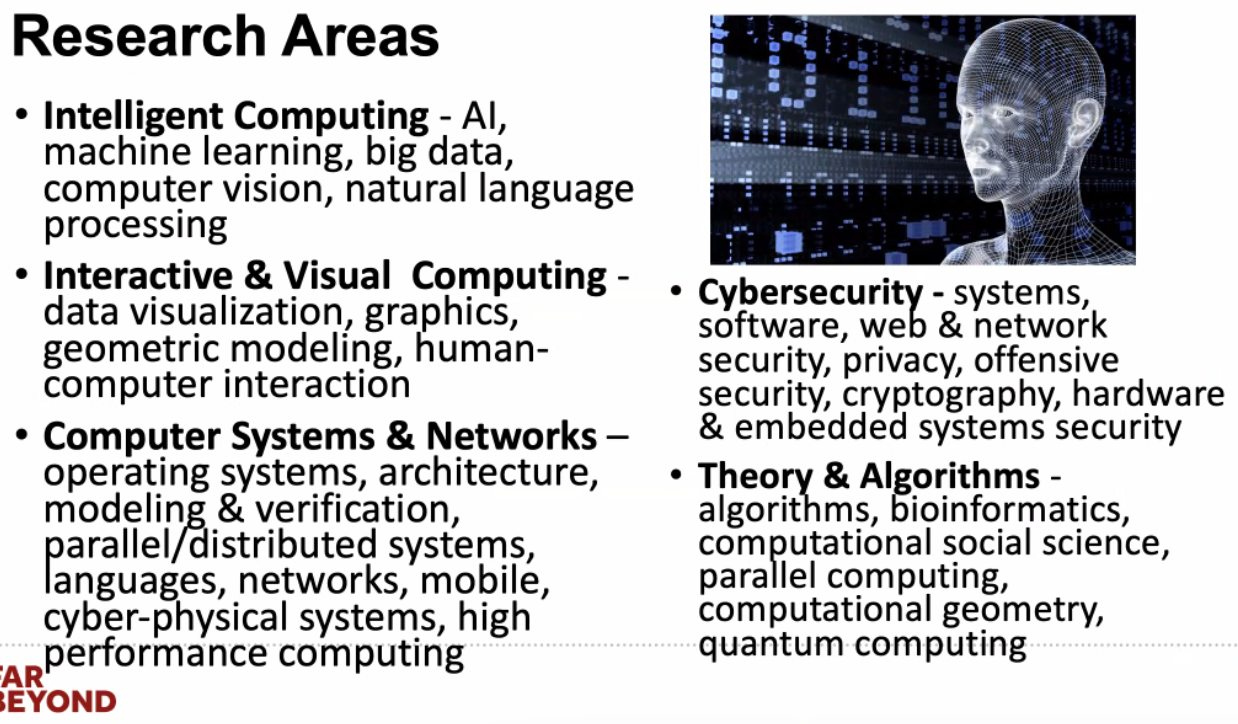 Research Areas
• Intelligent Computing - AI,
machine learning, big data,
computer vision, natural language
processing
• Interactive & Visual  Computing -
data visualization, graphics,
geometric modeling, human-
computer interaction
• Computer Systems & Networks –
operating systems, architecture,
modeling & verification,
parallel/distributed systems,
languages, networks, mobile,
cyber-physical systems, high
performance computing
• Cybersecurity - systems,
software, web & network
security, privacy, offensive
security, cryptography, hardware
& embedded systems security
• Theory & Algorithms -
algorithms, bioinformatics,
computational social science,
parallel computing,
computational geometry,
quantum computing
FAR
BEYOND